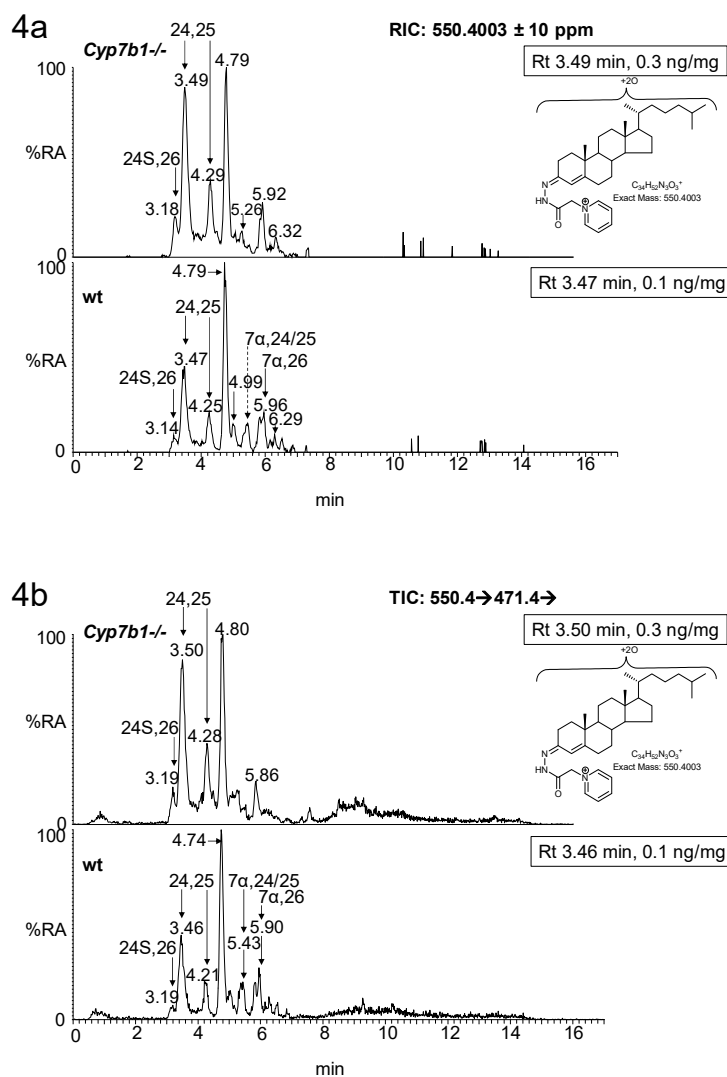 4a
RIC: 550.4003 ± 10 ppm
24,25
Cyp7b1-/-
4.79
Rt 3.49 min, 0.3 ng/mg
100
3.49
+2O
%RA
24S,26
4.29
3.18
5.26
5.92
6.32
N
HN
O
N
C34H52N3O3+
Exact Mass: 550.4003
0
100
4.79
Rt 3.47 min, 0.1 ng/mg
wt
24,25
7α,24/25
7α,26
%RA
3.47
24S,26
4.25
4.99
5.96
3.14
6.29
0
2 4 6 8 10 12 14 16
min
4b
TIC: 550.4→471.4→
24,25
Cyp7b1-/-
4.80
Rt 3.50 min, 0.3 ng/mg
100
3.50
+2O
%RA
24S,26
4.28
3.19
5.86
N
HN
O
N
C34H52N3O3+
Exact Mass: 550.4003
0
100
4.74
Rt 3.46 min, 0.1 ng/mg
wt
24,25
7α,24/25
7α,26
%RA
3.46
5.90
24S,26
5.43
4.21
3.19
0
0 2 4 6 8 10 12 14 16
min